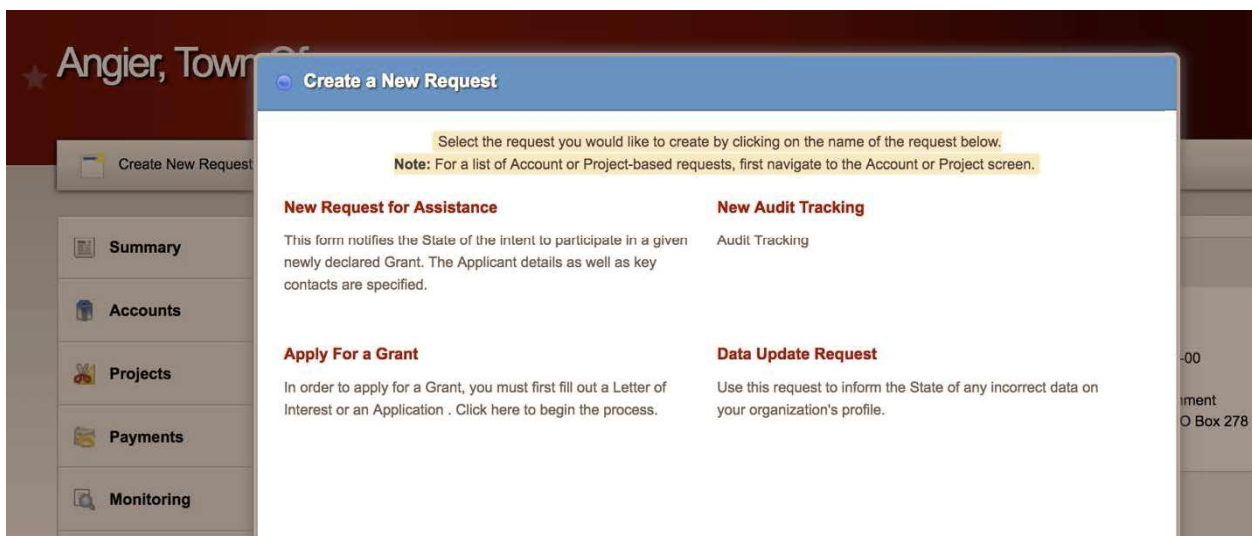 Angier, Town Of
Create a New Request
Create New Request
Select the request you would like to create by clicking on the name of the request below.
Note: For a list of Account or Project-based requests, first navigate to the Account or Project screen.
New Request for Assistance
This form notifies the State of the intent to participate in a given
newly declared Grant. The Applicant details as well as key
contacts are specified.
New Audit Tracking
Audit Tracking
Apply For a Grant
In order to apply for a Grant, you must first fill out a Letter of
Interest or an Application . Click here to begin the process.
Data Update Request
Use this request to inform the State of any incorrect data on
your organization's profile.
Summary
Accounts
Projects
Payments
Monitoring
-00
O Box 278